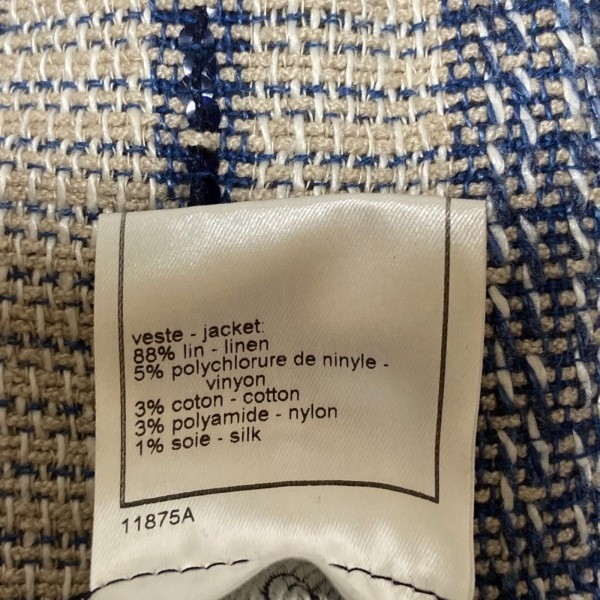 veste - jacket:
88% lin - linen
5% polychlorure de ninyle -
vinyon
3% coton - cotton
3% polyamide - nylon
1% soie - silk
11875A